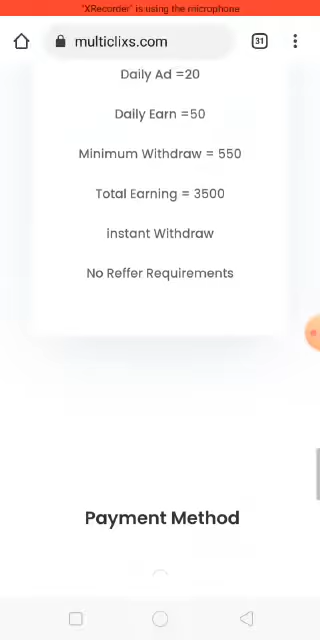 "XRecorder" is using the microphone
multiclixs.com
31
Daily Ad =20
Daily Earn =50
Minimum Withdraw = 550
Total Earning = 3500
instant Withdraw
No Reffer Requirements
Payment Method